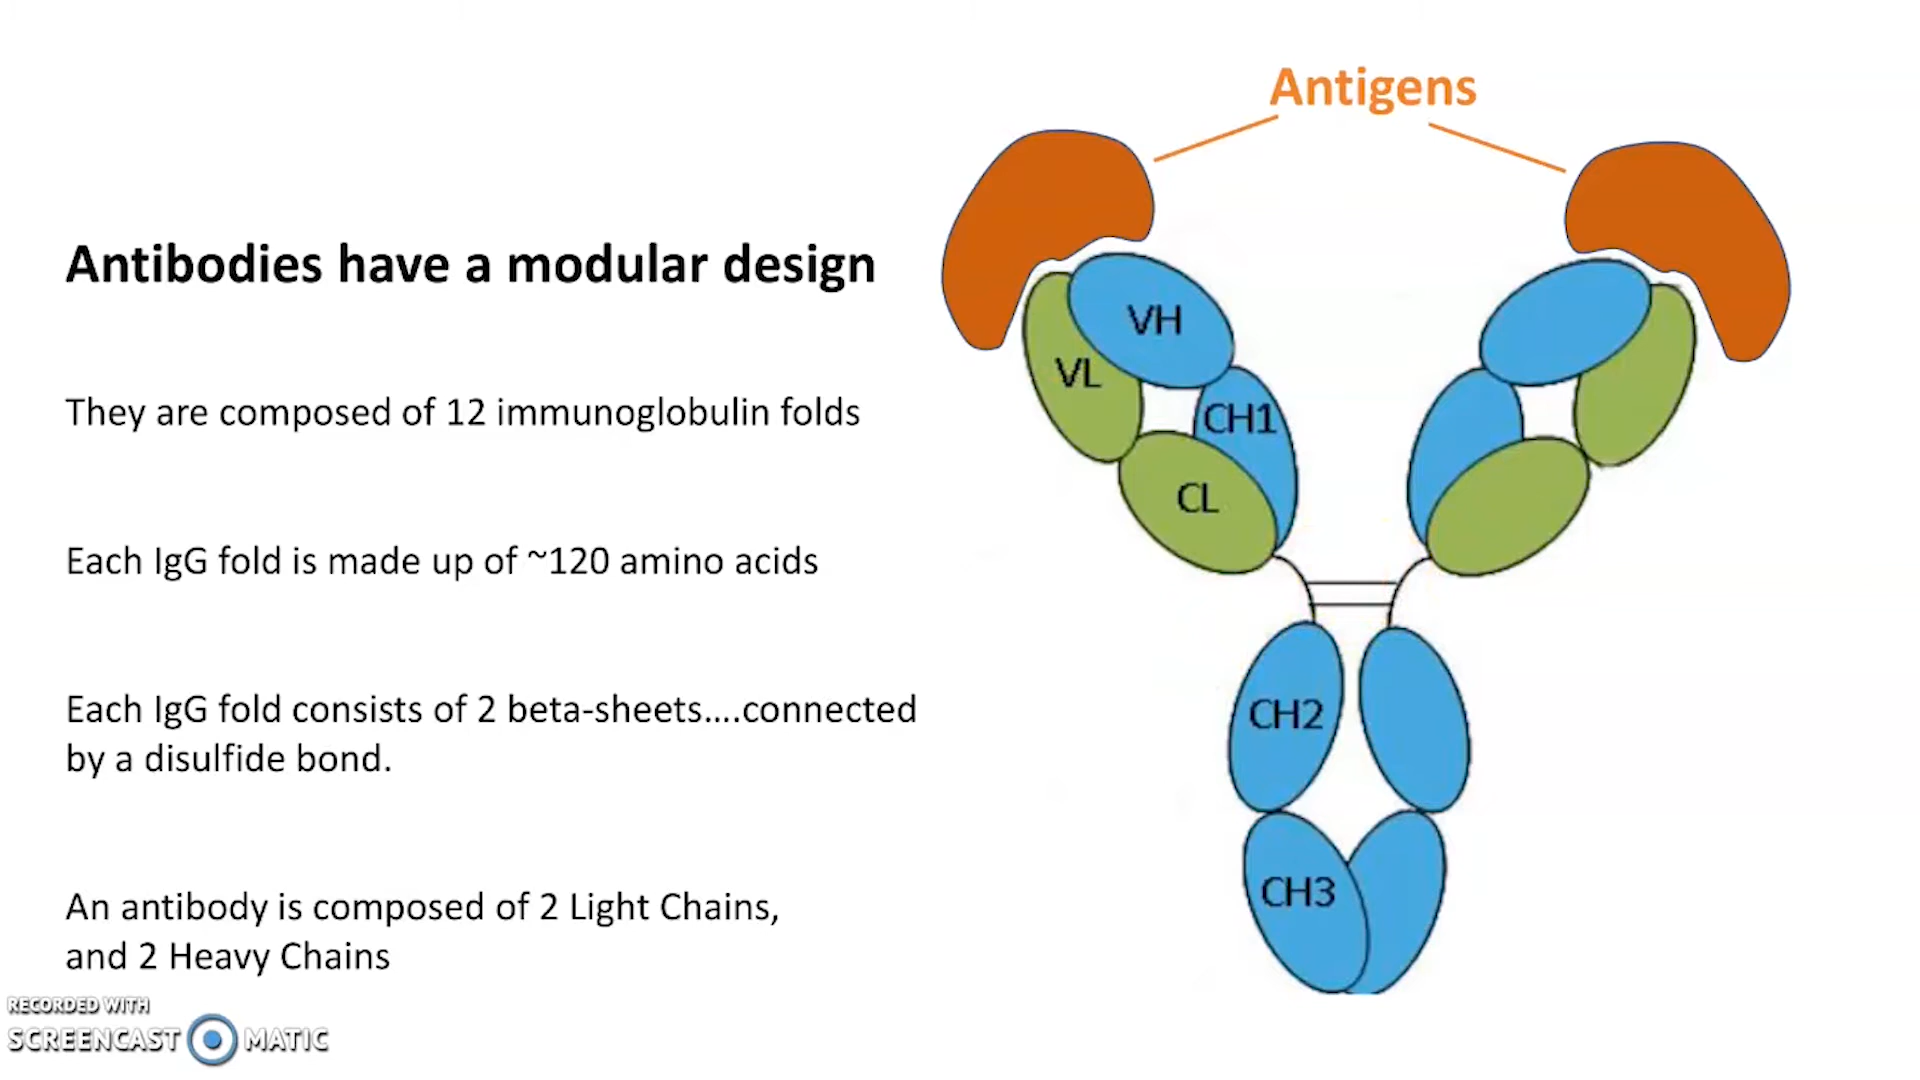 Antigens
Antibodies have a modular design
They are composed of 12 immunoglobulin folds
Each IgG fold is made up of ~120 amino acids
Each IgG fold consists of 2 beta-sheets....connected
by a disulfide bond.
An antibody is composed of 2 Light Chains,
and 2 Heavy Chains
VH
VL
CH1
CL
CH2
CH3
RECORDED WITH
SCREENCAST MATIC